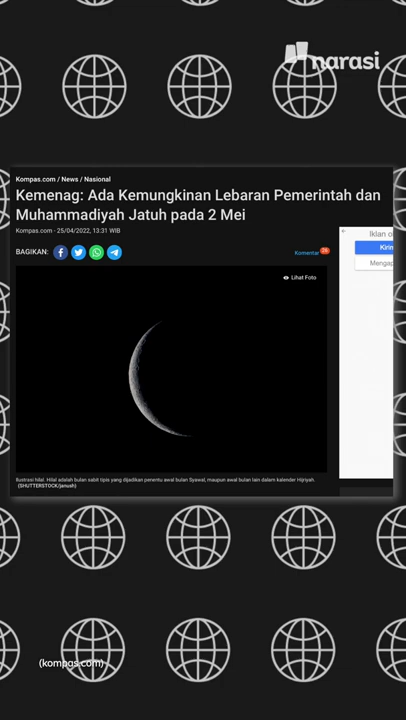 narasi
Kompas.com / News / Nasional
Kemenag: Ada Kemungkinan Lebaran Pemerintah dan
Muhammadiyah Jatuh pada 2 Mei
Kompas.com - 25/04/2022, 13:31 WIB
Iklan o
BAGIKAN:
Komentar
Kirim
Mengap
Lihat Foto
Ilustrasi hilal. Hilal adalah bulan sabit tipis yang dijadikan penentu awal bulan Syawal, maupun awal bulan lain dalam kalender Hijriyah.
(SHUTTERSTOCK/janush)
(kompas.com)